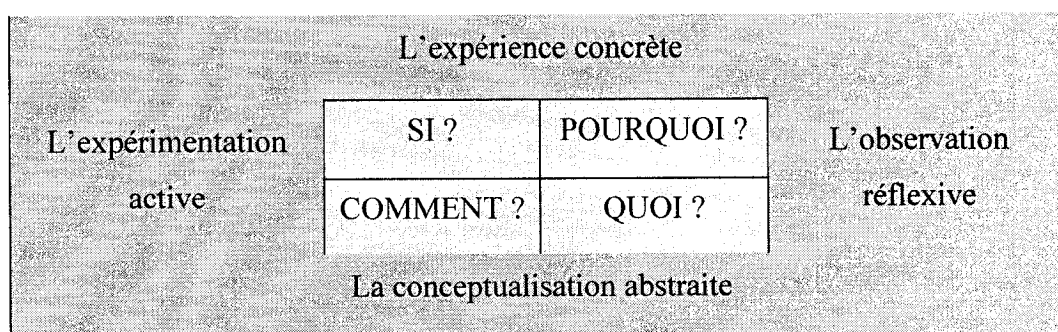 L'expérience concrète
L'expérimentation
active
SI ?
POURQUOI ?
L'observation
réflexive
COMMENT ?
QUOI ?
La conceptualisation abstraite